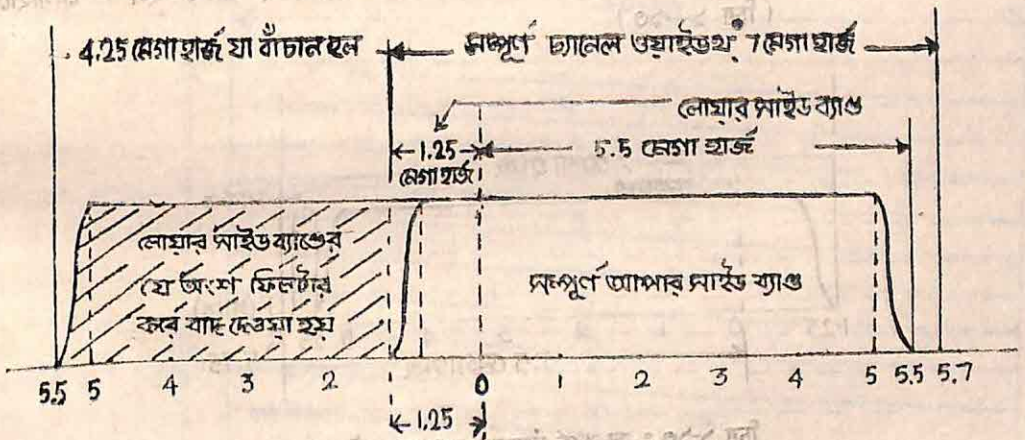 4.25 মেগা হার্জ যা বাঁচান হল
সম্পূর্ণ চ্যানেল ওয়াইডথ্ 7 মেগা হার্জ
লোয়ার সাইড ব্যাণ্ড
1.25 মেগা হার্জ
5.5 মেগা হার্জ
লোয়ার সাইড ব্যাণ্ডের
যে অংশ ফিল্টার
করে বাদ দেওয়া হয়
সম্পূর্ণ আপার সাইড ব্যাণ্ড
5.5 5 4 3 2 0 1 2 3 4 5 5.5 5.7
1.25